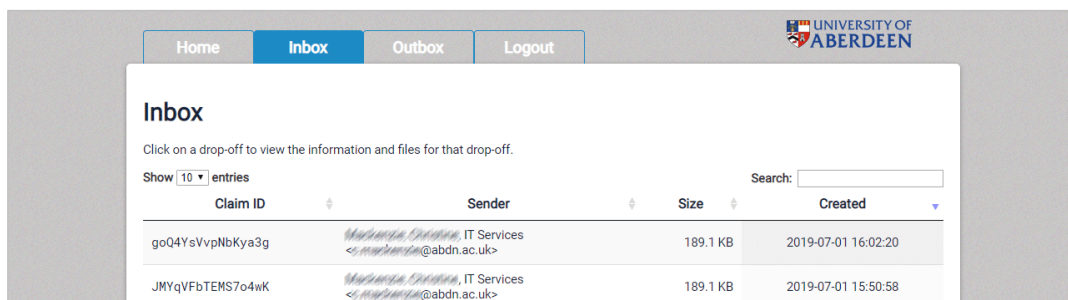 UNIVERSITY OF
ABERDEEN
Home Inbox Outbox Logout
Inbox
Click on a drop-off to view the information and files for that drop-off.
Show 10 entries
Search:
Claim ID Sender Size Created
goQ4YsVvpNbKya3g , IT Services 189.1 KB 2019-07-01 16:02:20
@abdn.ac.uk>
JMYqVFbTEMS7o4wK , IT Services 189.1 KB 2019-07-01 15:50:58
@abdn.ac.uk>